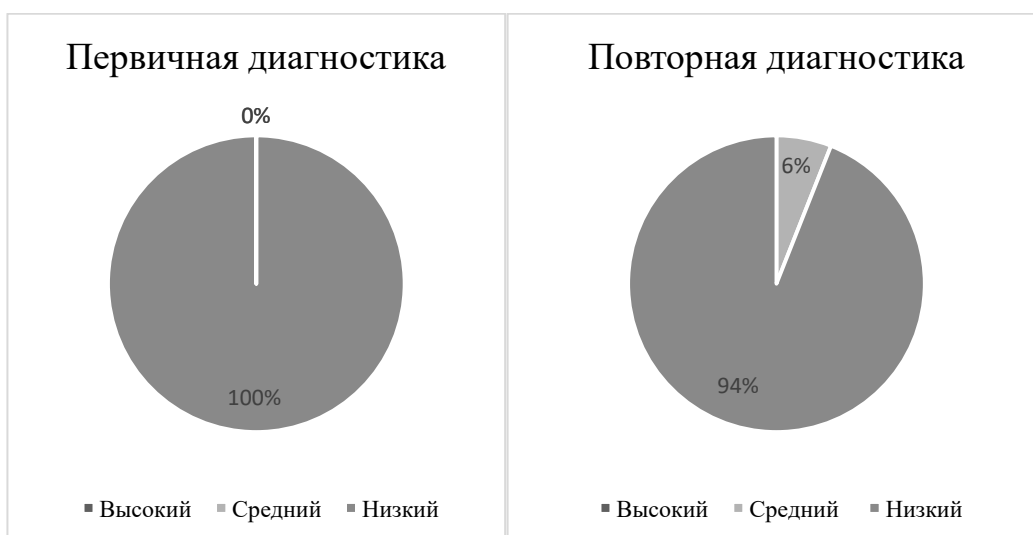 Первичная диагностика
0%
100%
Высокий Средний Низкий
Повторная диагностика
6%
94%
Высокий Средний Низкий